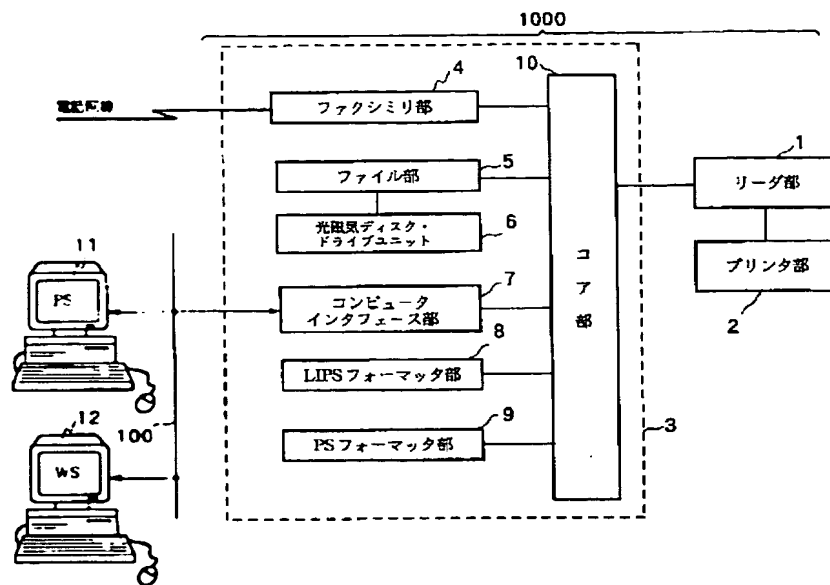 1000
10
4
ファクシミリ部
5
ファイル部
1
リーダ部
6
光磁気ディスク・
ドライブユニット
コア部
プリンタ部
2
11
PS
7
コンピュータ
インタフェース部
8
LIPSフォーマッタ部
9
PSフォーマッタ部
3
12
100
WS